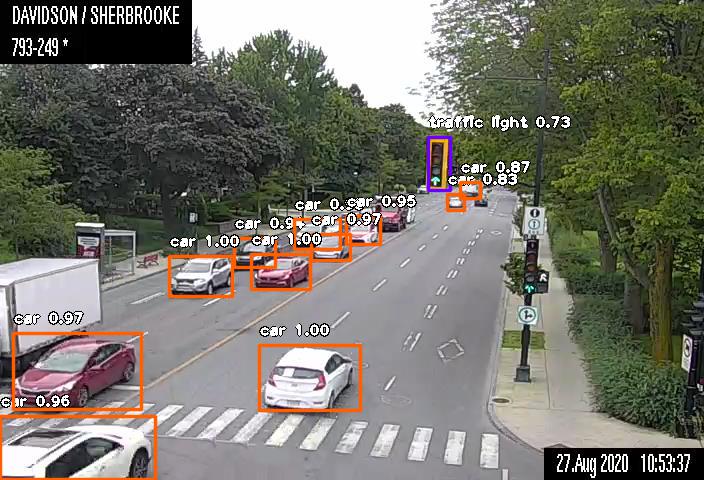 DAVIDSON / SHERBROOKE
793-249 *
traffic light 0.73
car 0.87
car 0.83
car 0.95
car 0.97
car 1.00
car 1.00
car 0.97
car 1.00
car 0.96
27.Aug 2020 10:53:37